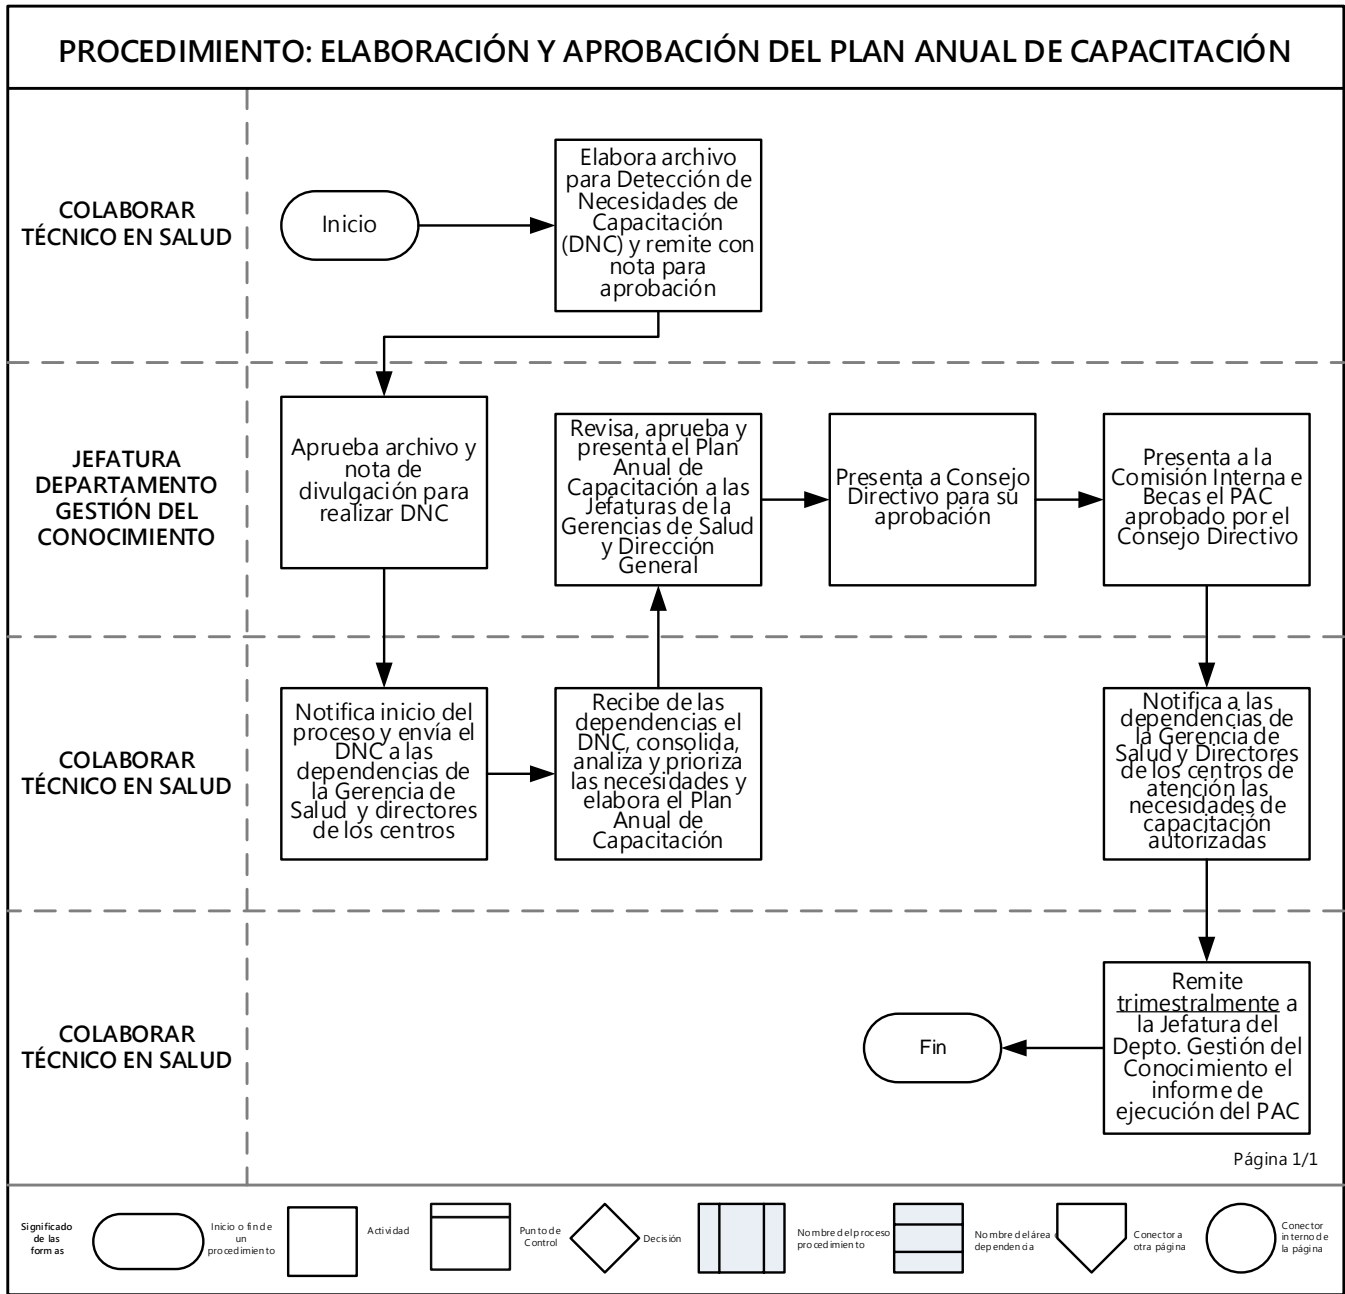 PROCEDIMIENTO: ELABORACIÓN Y APROBACIÓN DEL PLAN ANUAL DE CAPACITACIÓN
COLABORAR
TÉCNICO EN SALUD
Inicio
Elabora archivo
para Detección de
Necesidades de
Capacitación
(DNC) y remite con
nota para
aprobación
JEFATURA
DEPARTAMENTO
GESTIÓN DEL
CONOCIMIENTO
Aprueba archivo y
nota de
divulgación para
realizar DNC
Revisa, aprueba y
presenta el Plan
Anual de
Capacitación a las
Jefaturas de la
Gerencias de Salud
y Dirección
General
Presenta a Consejo
Directivo para su
aprobación
Presenta a la
Comisión Interna e
Becas el PAC
aprobado por el
Consejo Directivo
COLABORAR
TÉCNICO EN SALUD
Notifica inicio del
proceso y envía el
DNC a las
dependencias de
la Gerencia de
Salud y directores
de los centros
Recibe de las
dependencias el
DNC, consolida,
analiza y prioriza
las necesidades y
elabora el Plan
Anual de
Capacitación
Notifica a las
dependencias de
la Gerencia de
Salud y Directores
de los centros de
atención las
necesidades de
capacitación
autorizadas
COLABORAR
TÉCNICO EN SALUD
Fin
Remite
trimestralmente a
la Jefatura del
Depto. Gestión del
Conocimiento el
informe de
ejecución del PAC
Página 1/1
Significado
de las
formas
Inicio o fin de
un
procedimiento
Actividad
Punto de
Control
Decisión
Nombre del proceso
procedimiento
Nombre del área
dependencia
Conector a
otra página
Conector
interno de
la página